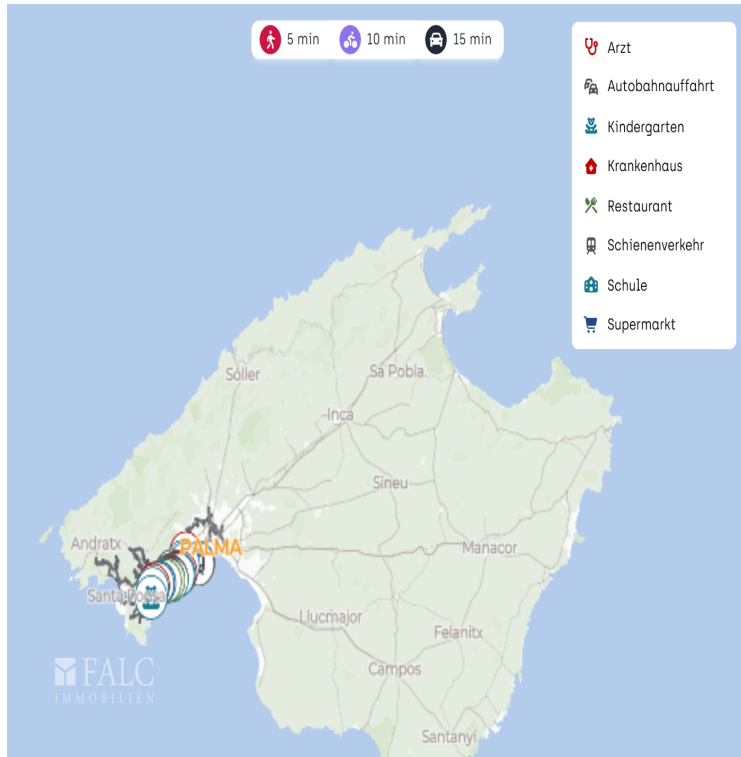 5 min 10 min 15 min
Arzt
Autobahnauffahrt
Kindergarten
Krankenhaus
Restaurant
Schienenverkehr
Schule
Supermarkt
Sóller
Sa Pobla
Inca
Sineu
Andratx
PALMA
Manacor
Santa Ponsa
Llucmajor
Felanitx
Campos
Santanyí
FALC
IMMOBILIEN